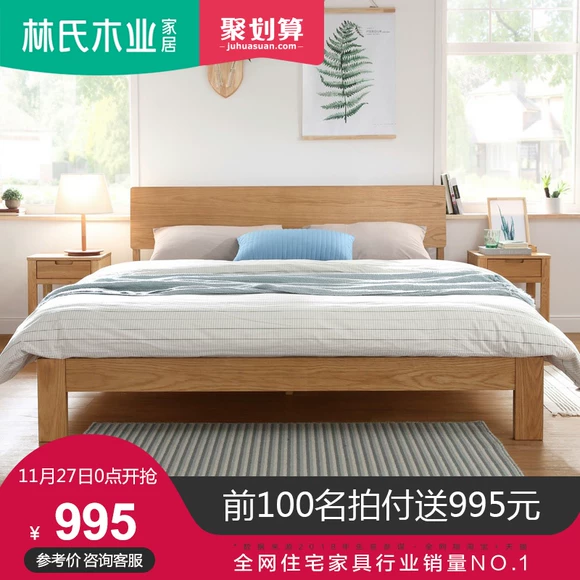 林氏木业 家居
聚划算
juhuasuan.com
11月27日0点开抢
¥ 995
参考价 咨询客服
前100名拍付送995元
全网住宅家具行业销量NO.1